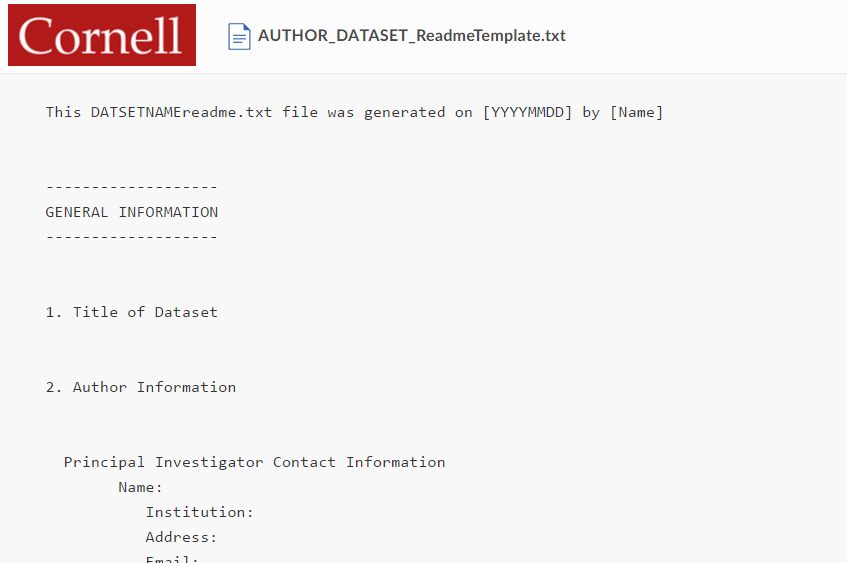 Cornell
AUTHOR_DATASET_ReadmeTemplate.txt
This DATSETNAMEreadme.txt file was generated on [YYYYMMDD] by [Name]
-------------------
GENERAL INFORMATION
-------------------
1. Title of Dataset
2. Author Information
Principal Investigator Contact Information
Name:
Institution:
Address:
Email: